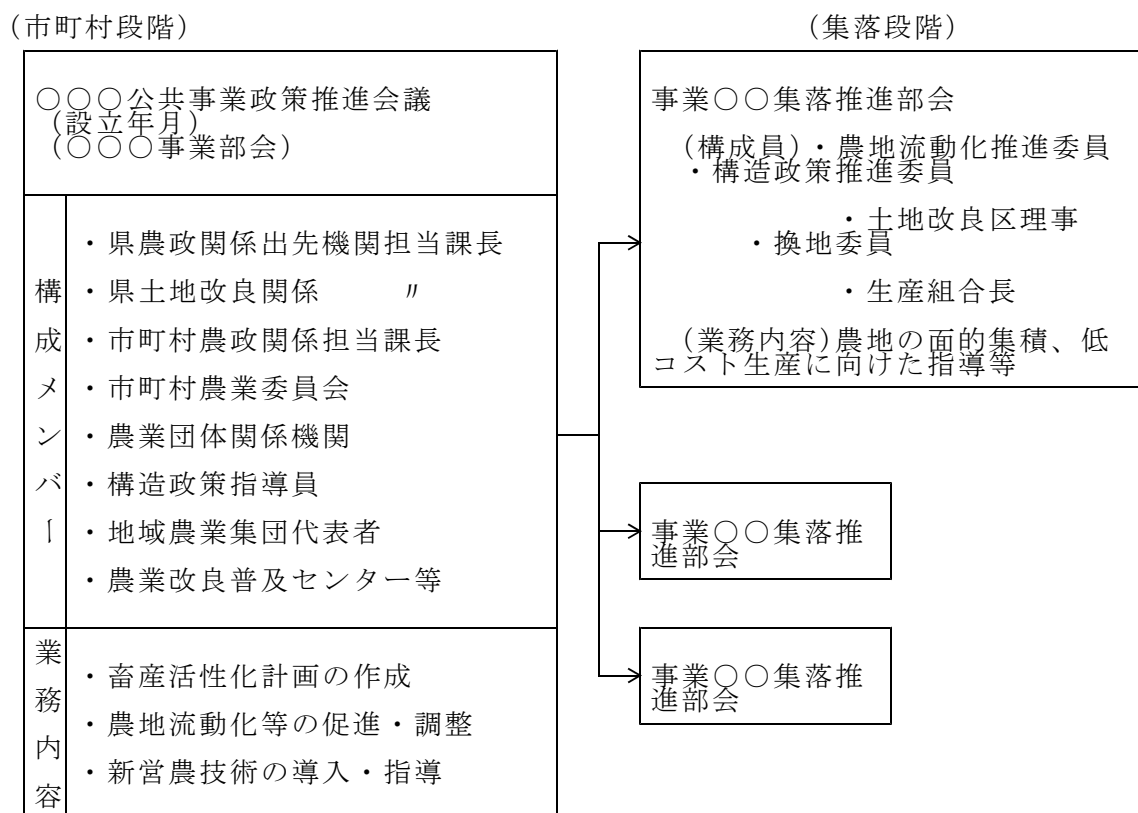 (市町村段階)
○○○公共事業政策推進会議
(設立年月)
(○○○事業部会)
構成メンバー
・県農政関係出先機関担当課長
・県土地改良関係 〃
・市町村農政関係担当課長
・市町村農業委員会
・農業団体関係機関
・構造政策指導員
・地域農業集団代表者
・農業改良普及センター等
業務内容
・畜産活性化計画の作成
・農地流動化等の促進・調整
・新営農技術の導入・指導
(集落段階)
事業○○集落推進部会
(構成員)・農地流動化推進委員
・構造政策推進委員
・土地改良区理事
・換地委員
・生産組合長
(業務内容)農地の面的集積、低
コスト生産に向けた指導等
事業○○集落推
進部会
事業○○集落推
進部会